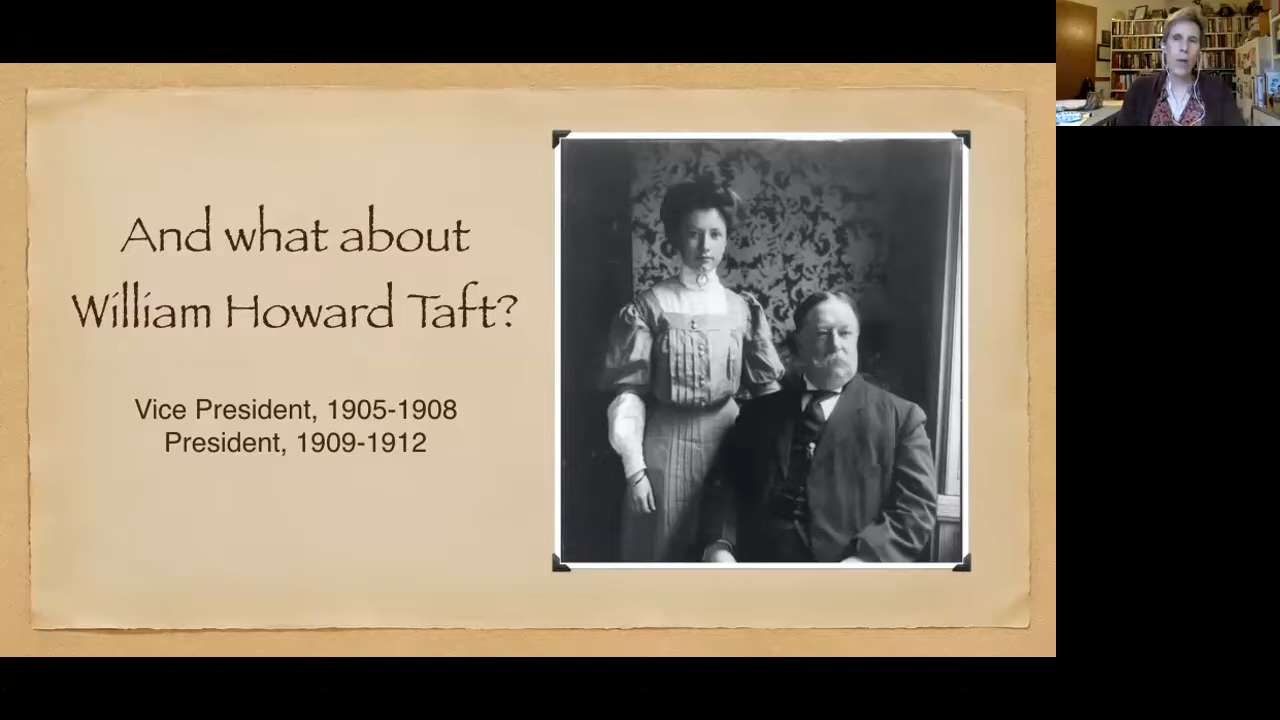 And what about
William Howard Taft?
Vice President, 1905-1908
President, 1909-1912